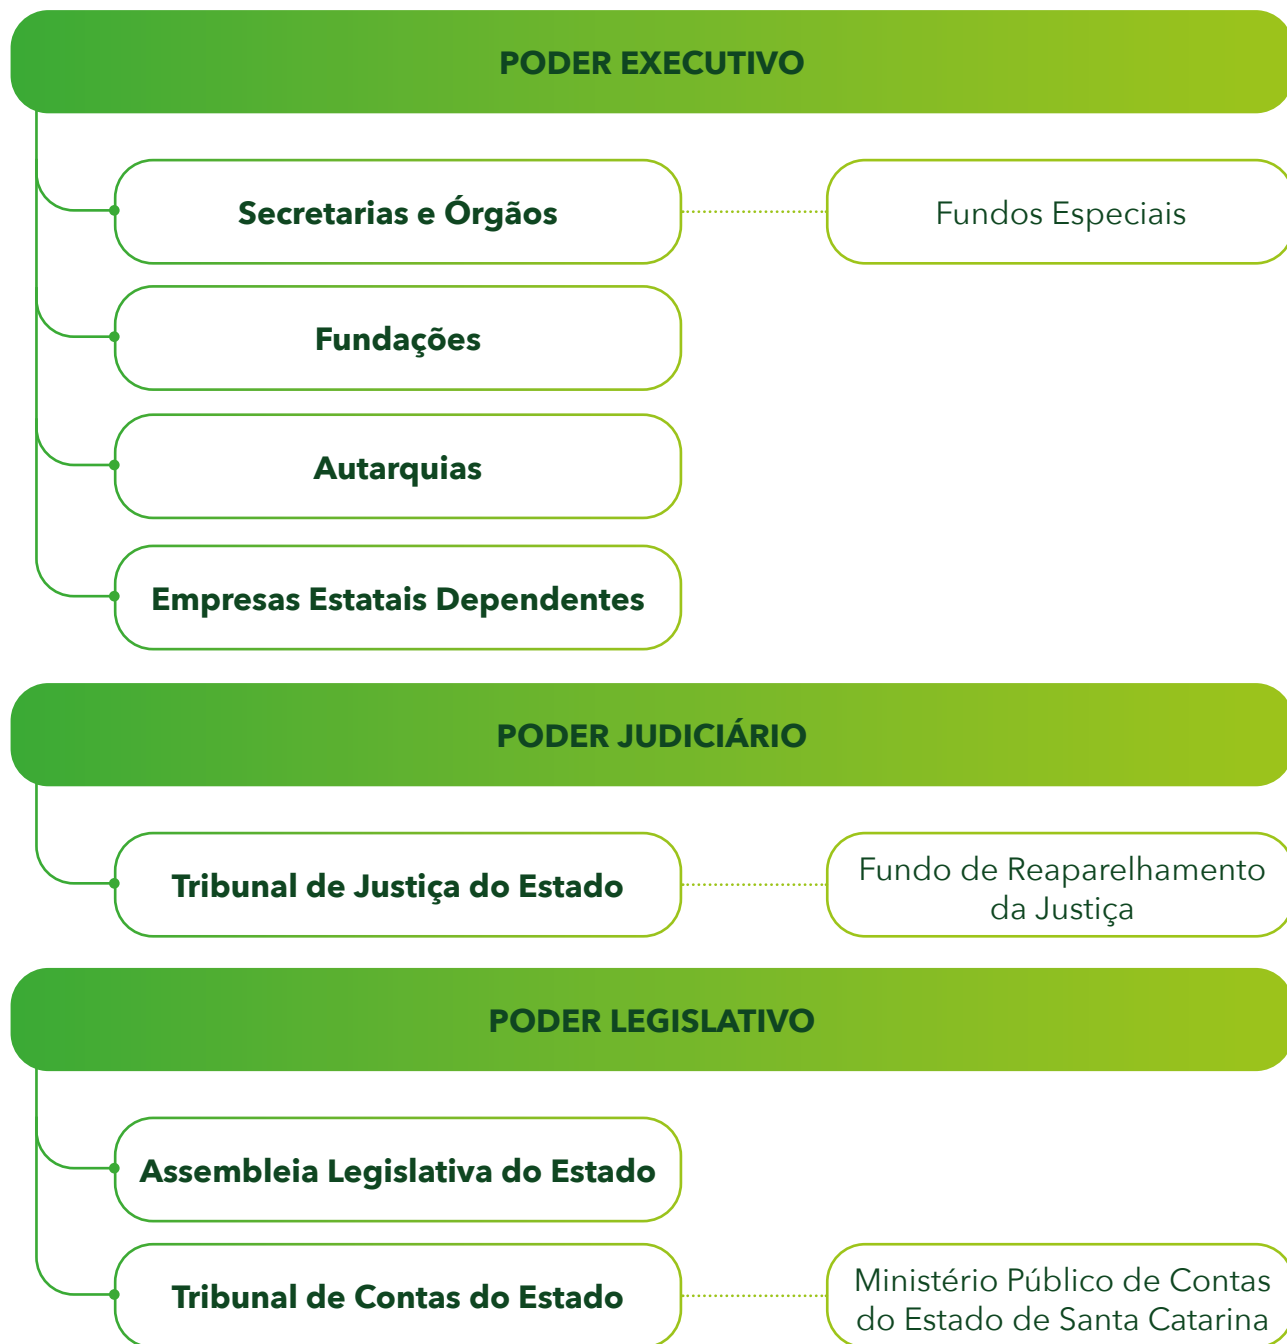 PODER EXECUTIVO
Secretarias e Órgãos
Fundos Especiais
Fundações
Autarquias
Empresas Estatais Dependentes
PODER JUDICIÁRIO
Tribunal de Justiça do Estado
Fundo de Reaparelhamento
da Justiça
PODER LEGISLATIVO
Assembleia Legislativa do Estado
Tribunal de Contas do Estado
Ministério Público de Contas
do Estado de Santa Catarina